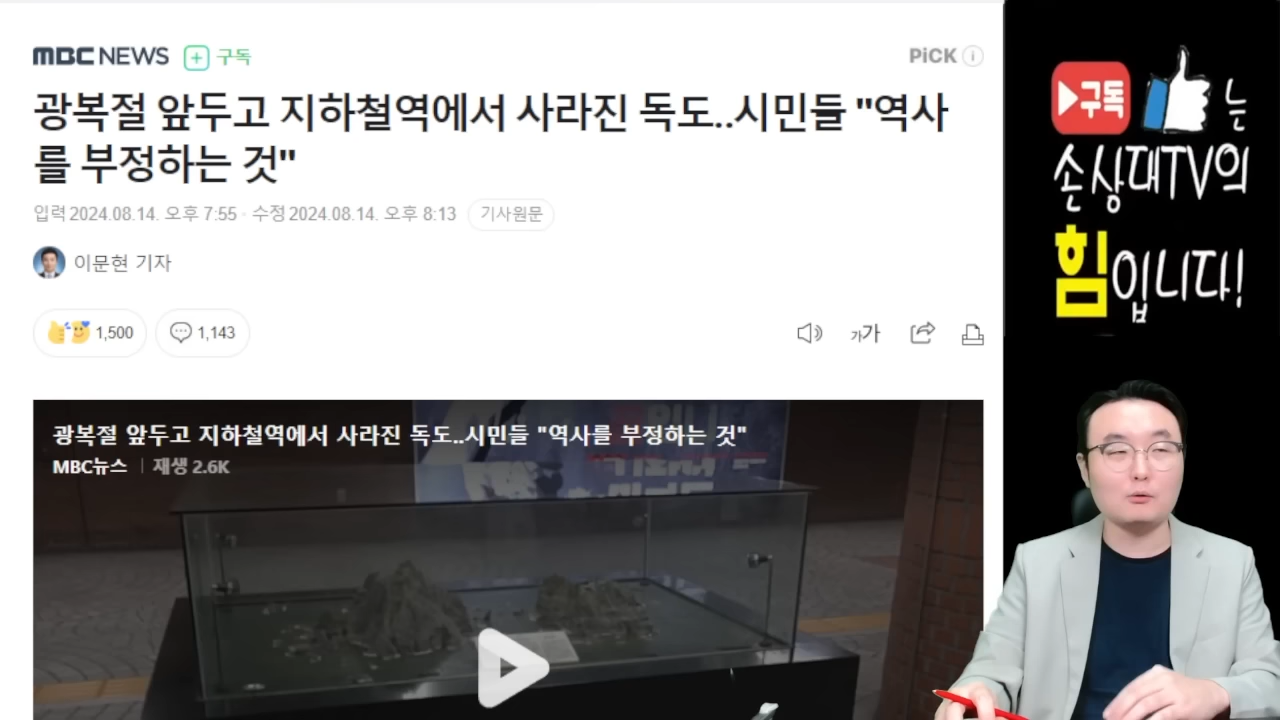 MBC NEWS 구독
PiCK
광복절 앞두고 지하철역에서 사라진 독도..시민들 "역사
를 부정하는 것"
입력 2024.08.14. 오후 7:55 · 수정 2024.08.14. 오후 8:13 기사원문
이문현 기자
1,500 1,143
가가
광복절 앞두고 지하철역에서 사라진 독도..시민들 "역사를 부정하는 것"
MBC뉴스 재생 2.6K
구독 는
손상대TV의
힘입니다!